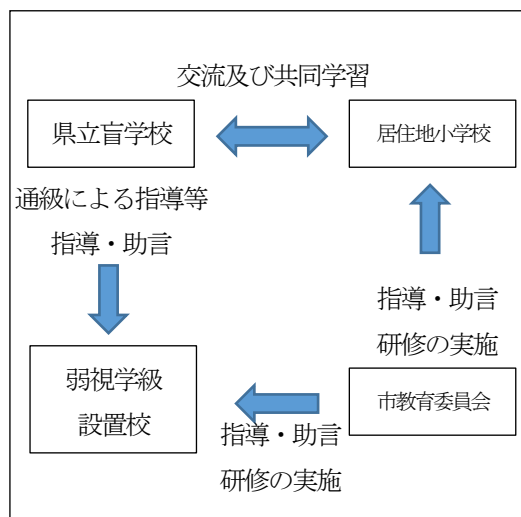 交流及び共同学習
県立盲学校
居住地小学校
通級による指導等
指導・助言
指導・助言
研修の実施
弱視学級
設置校
市教育委員会
指導・助言
研修の実施